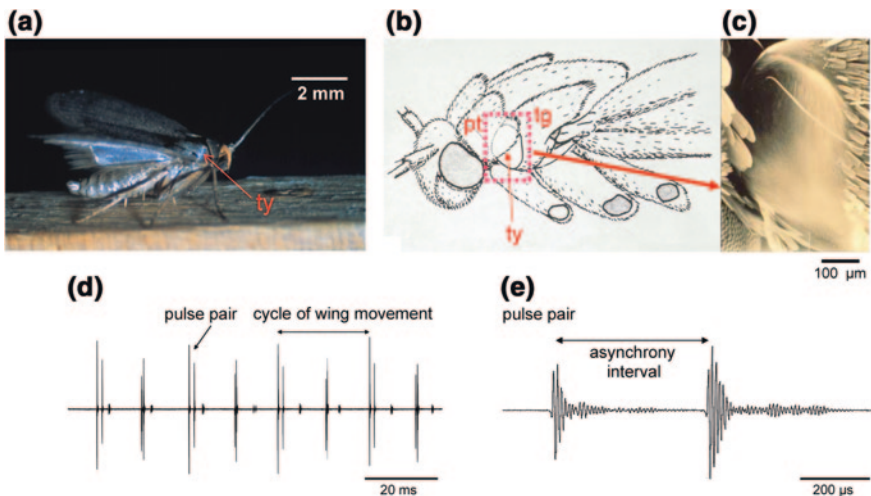 (a)
2 mm
ty
(b)
pt
tg
ty
(c)
100 µm
(d)
pulse pair
cycle of wing movement
20 ms
(e)
pulse pair
asynchrony
interval
200 µs